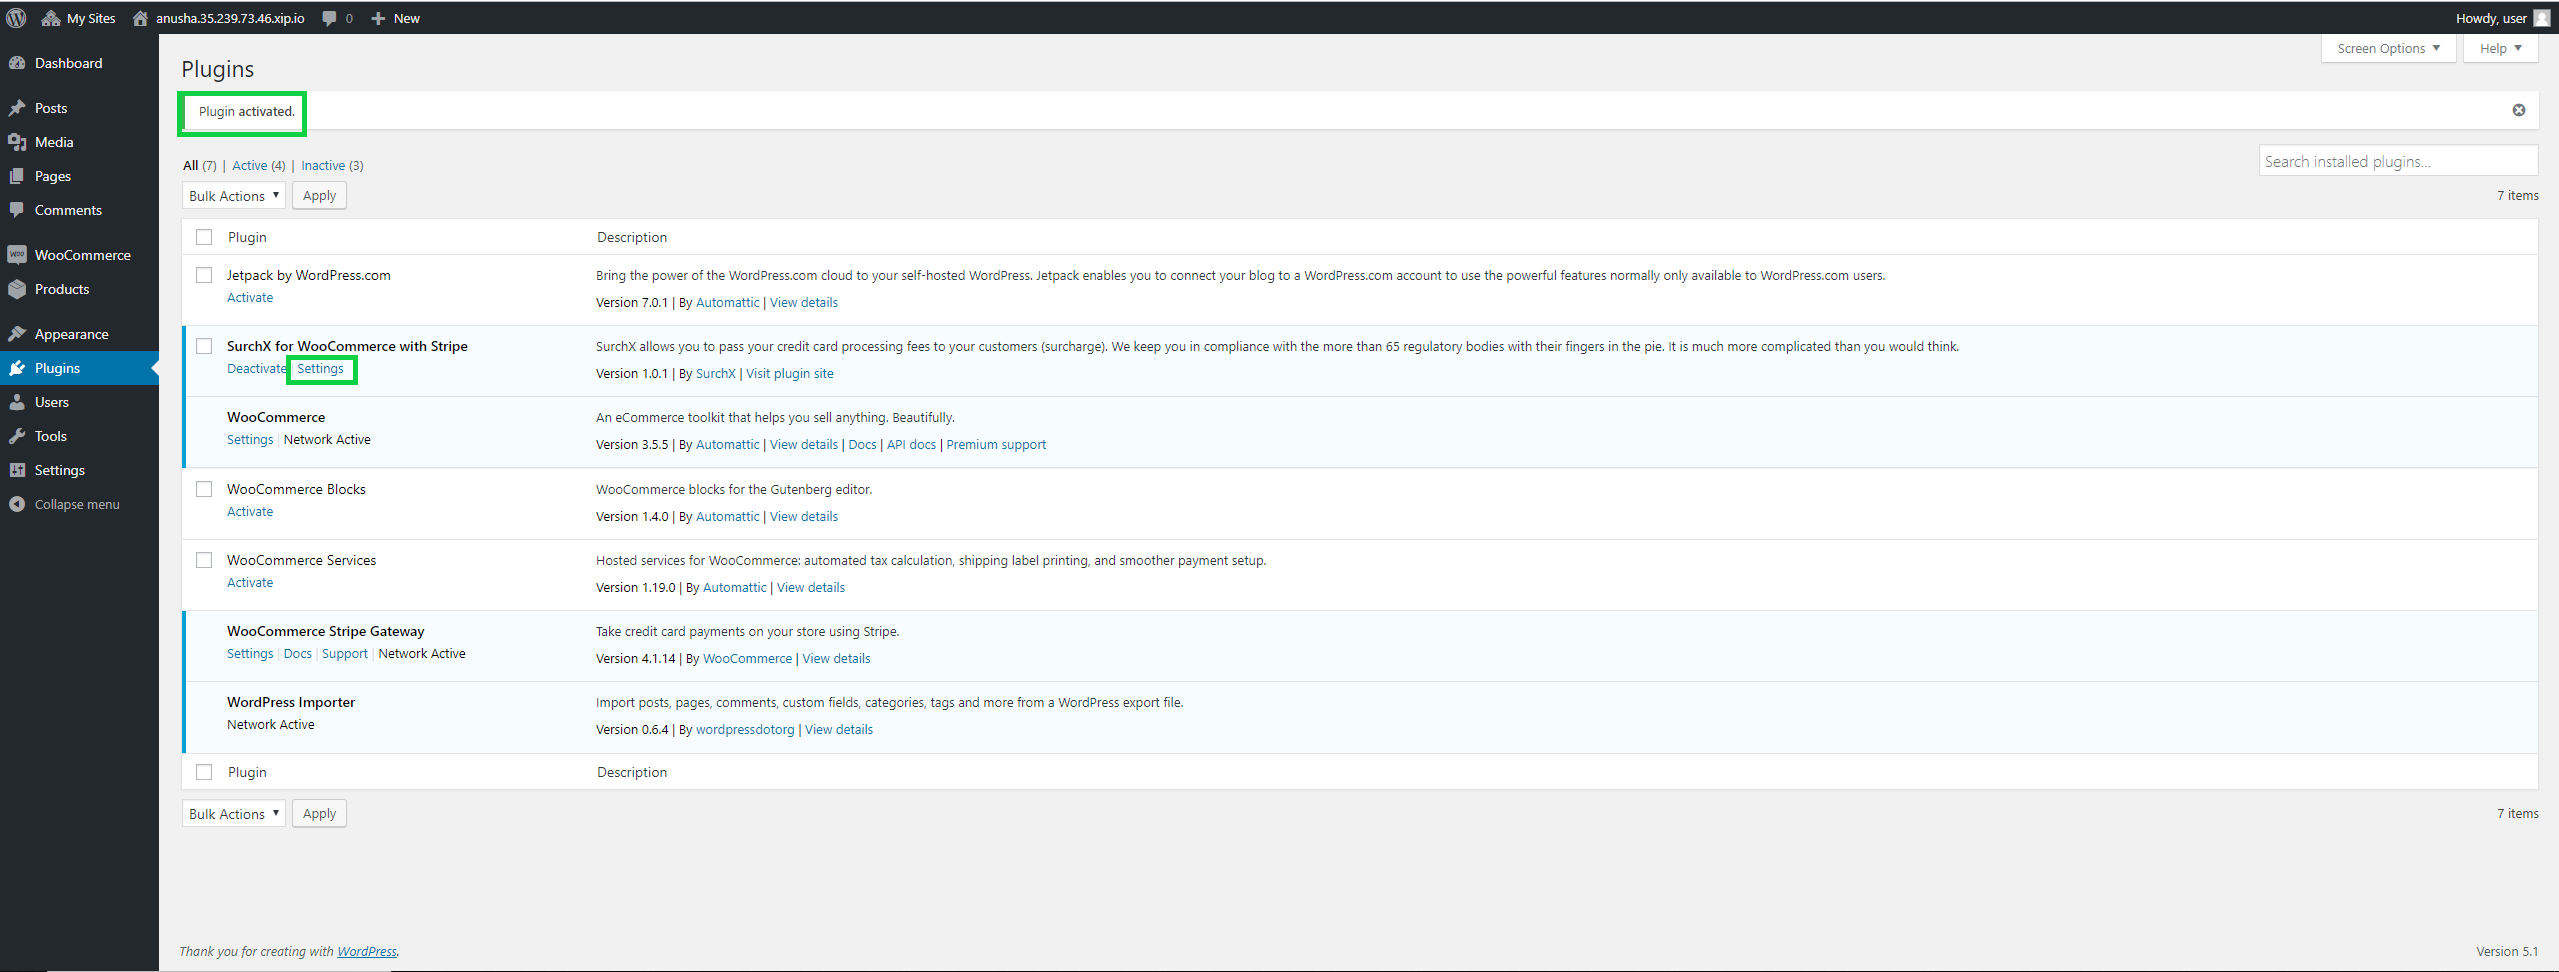 My Sites anusha.35.239.73.46.xip.io 0 New Howdy, user
Screen Options Help
Dashboard
Posts
Media
Pages
Comments
WooCommerce
Products
Appearance
Plugins
Users
Tools
Settings
Collapse menu
Plugins
Plugin activated.
All (7) | Active (4) | Inactive (3)
Search installed plugins...
Bulk Actions Apply 7 items
Plugin Description
Jetpack by WordPress.com Bring the power of the WordPress.com cloud to your self-hosted WordPress. Jetpack enables you to connect your blog to a WordPress.com account to use the powerful features normally only available to WordPress.com users.
Activate
Version 7.0.1 | By Automattic | View details
SurchX for WooCommerce with Stripe SurchX allows you to pass your credit card processing fees to your customers (surcharge). We keep you in compliance with the more than 65 regulatory bodies with their fingers in the pie. It is much more complicated than you would think.
Deactivate Settings
Version 1.0.1 | By SurchX | Visit plugin site
WooCommerce An eCommerce toolkit that helps you sell anything. Beautifully.
Settings | Network Active
Version 3.5.5 | By Automattic | View details | Docs | API docs | Premium support
WooCommerce Blocks WooCommerce blocks for the Gutenberg editor.
Activate
Version 1.4.0 | By Automattic | View details
WooCommerce Services Hosted services for WooCommerce: automated tax calculation, shipping label printing, and smoother payment setup.
Activate
Version 1.19.0 | By Automattic | View details
WooCommerce Stripe Gateway Take credit card payments on your store using Stripe.
Settings | Docs | Support | Network Active
Version 4.1.14 | By WooCommerce | View details
WordPress Importer Import posts, pages, comments, custom fields, categories, tags and more from a WordPress export file.
Network Active
Version 0.6.4 | By wordpressdotorg | View details
Plugin Description
Bulk Actions Apply 7 items
Thank you for creating with WordPress. Version 5.1